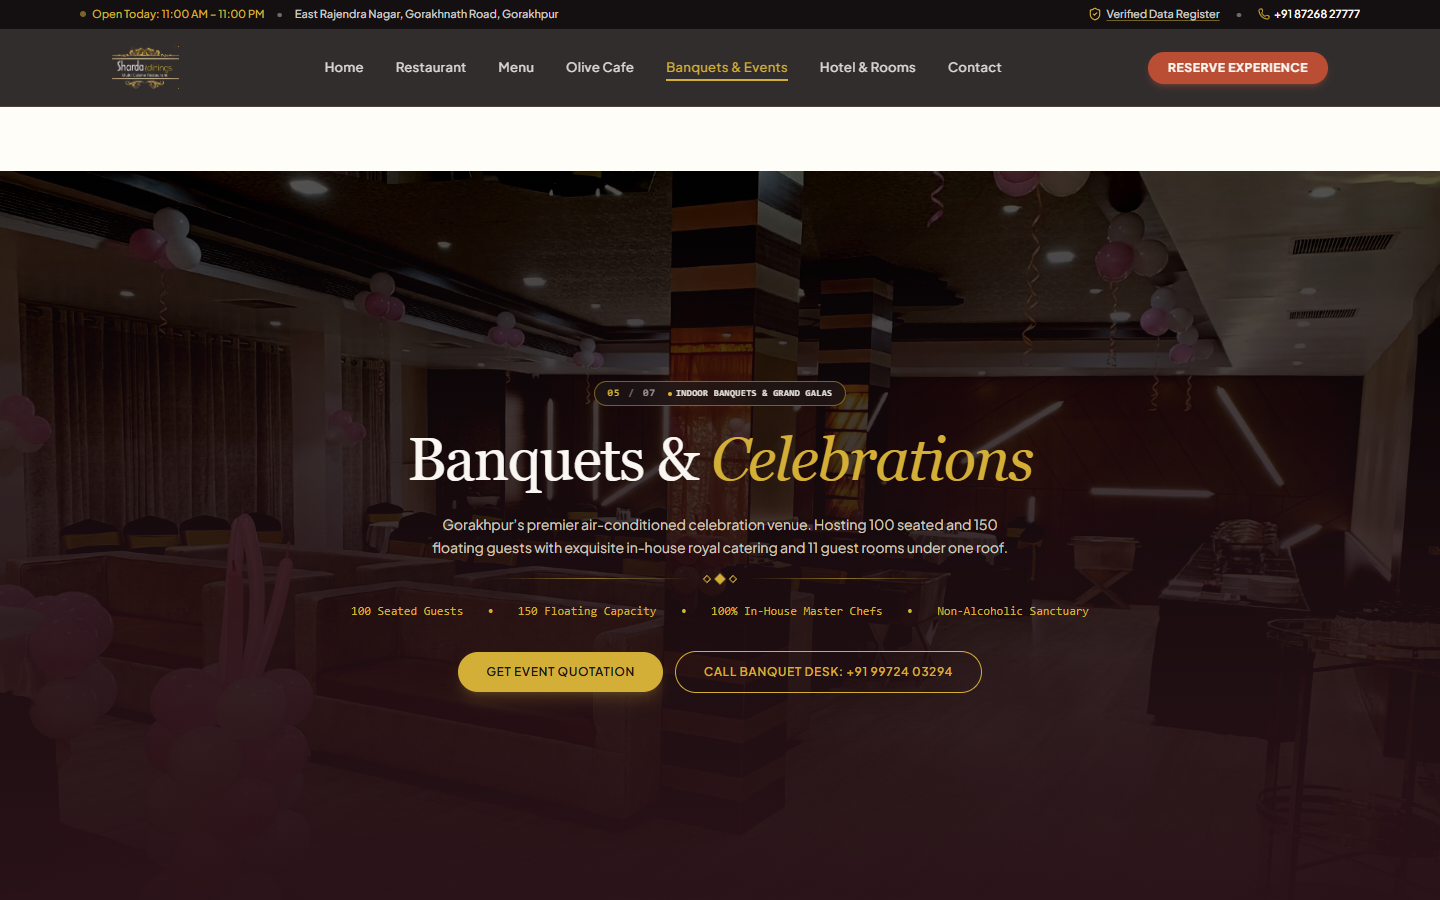 Open Today: 11:00 AM – 11:00 PM • East Rajendra Nagar, Gorakhnath Road, Gorakhpur
Verified Data Register • +91 87268 27777
Sharda
Home Restaurant Menu Olive Cafe Banquets & Events Hotel & Rooms Contact
RESERVE EXPERIENCE
05 / 07 • INDOOR BANQUETS & GRAND GALAS
Banquets & Celebrations
Gorakhpur's premier air-conditioned celebration venue. Hosting 100 seated and 150
floating guests with exquisite in-house royal catering and 11 guest rooms under one roof.
100 Seated Guests • 150 Floating Capacity • 100% In-House Master Chefs • Non-Alcoholic Sanctuary
GET EVENT QUOTATION
CALL BANQUET DESK: +91 99724 03294